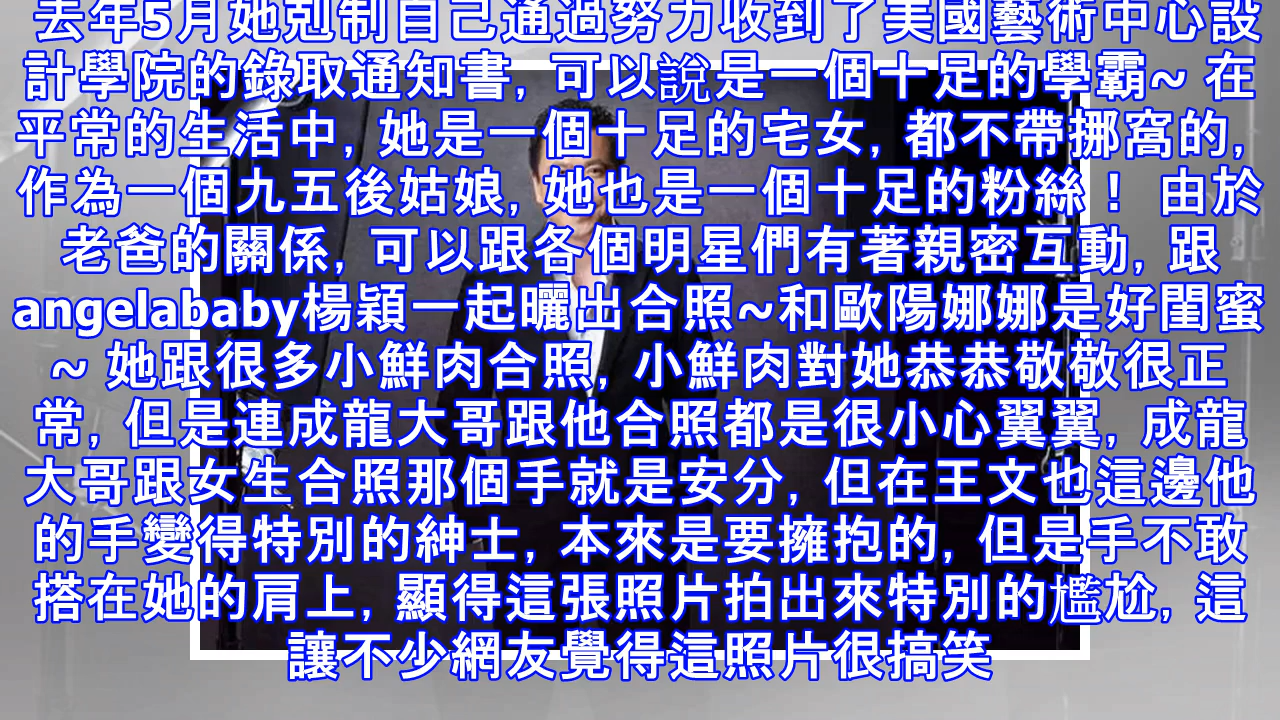 去年5月她剋制自己通過努力收到了美國藝術中心設
計學院的錄取通知書, 可以說是一個十足的學霸~ 在
平常的生活中, 她是一個十足的宅女, 都不帶挪窩的,
作為一個九五後姑娘, 她也是一個十足的粉絲！ 由於
老爸的關係, 可以跟各個明星們有著親密互動, 跟
angelababy楊穎一起曬出合照~和歐陽娜娜是好閨蜜
~ 她跟很多小鮮肉合照, 小鮮肉對她恭恭敬敬很正
常, 但是連成龍大哥跟他合照都是很小心翼翼, 成龍
大哥跟女生合照那個手就是安分, 但在王文也這邊他
的手變得特別的紳士, 本來是要擁抱的, 但是手不敢
搭在她的肩上, 顯得這張照片拍出來特別的尷尬, 這
讓不少網友覺得這照片很搞笑